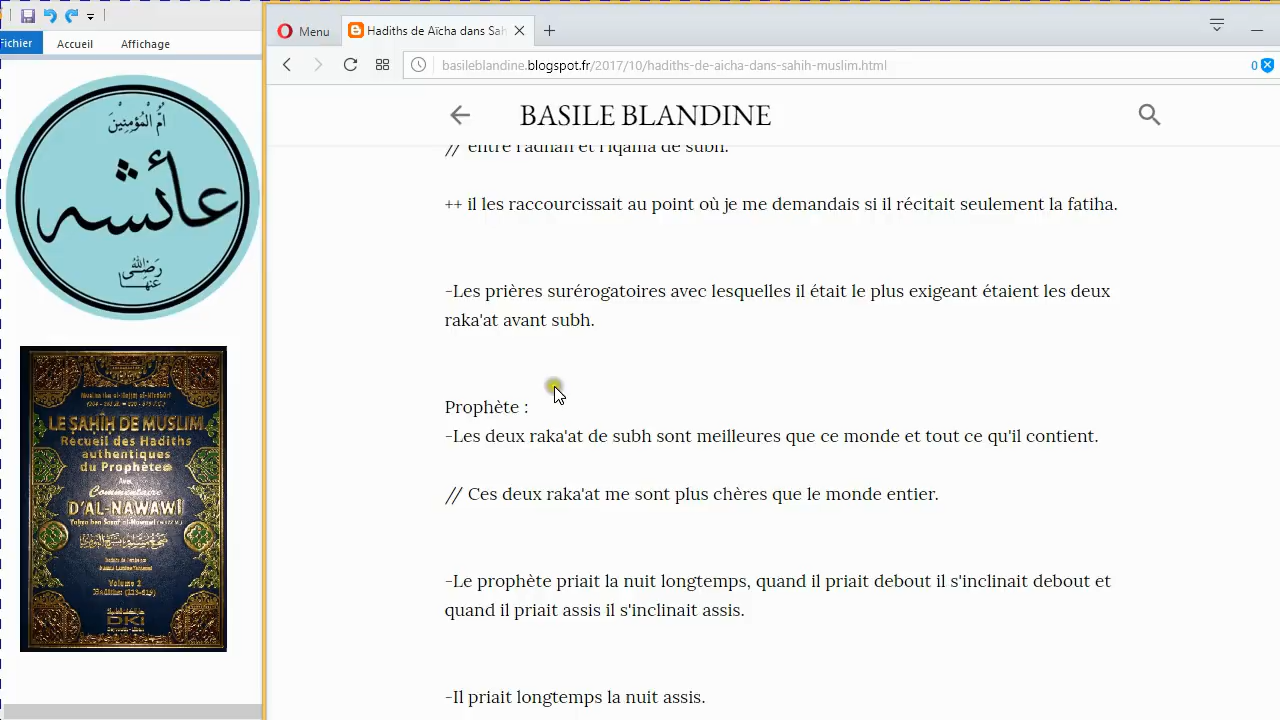 Fichier
Accueil
Affichage
Menu
Hadiths de Aïcha dans Sah
basileblandine.blogspot.fr/2017/10/hadiths-de-aicha-dans-sahih-muslim.html
0
BASILE BLANDINE
// entre l'adhan et l'iqama de subh.
++ il les raccourcissait au point où je me demandais si il récitait seulement la fatiha.
-Les prières surérogatoires avec lesquelles il était le plus exigeant étaient les deux
raka'at avant subh.
Prophète :
-Les deux raka'at de subh sont meilleures que ce monde et tout ce qu'il contient.
// Ces deux raka'at me sont plus chères que le monde entier.
-Le prophète priait la nuit longtemps, quand il priait debout il s'inclinait debout et
quand il priait assis il s'inclinait assis.
-Il priait longtemps la nuit assis.
أم المؤمنين
عائشه
رضي الله
عنها
LE SAHÎH DE MUSLIM
Recueil des Hadiths
authentiques
du Prophète
Avec
Commentaire
D'AL-NAWAWÎ
Volume 2
DKI